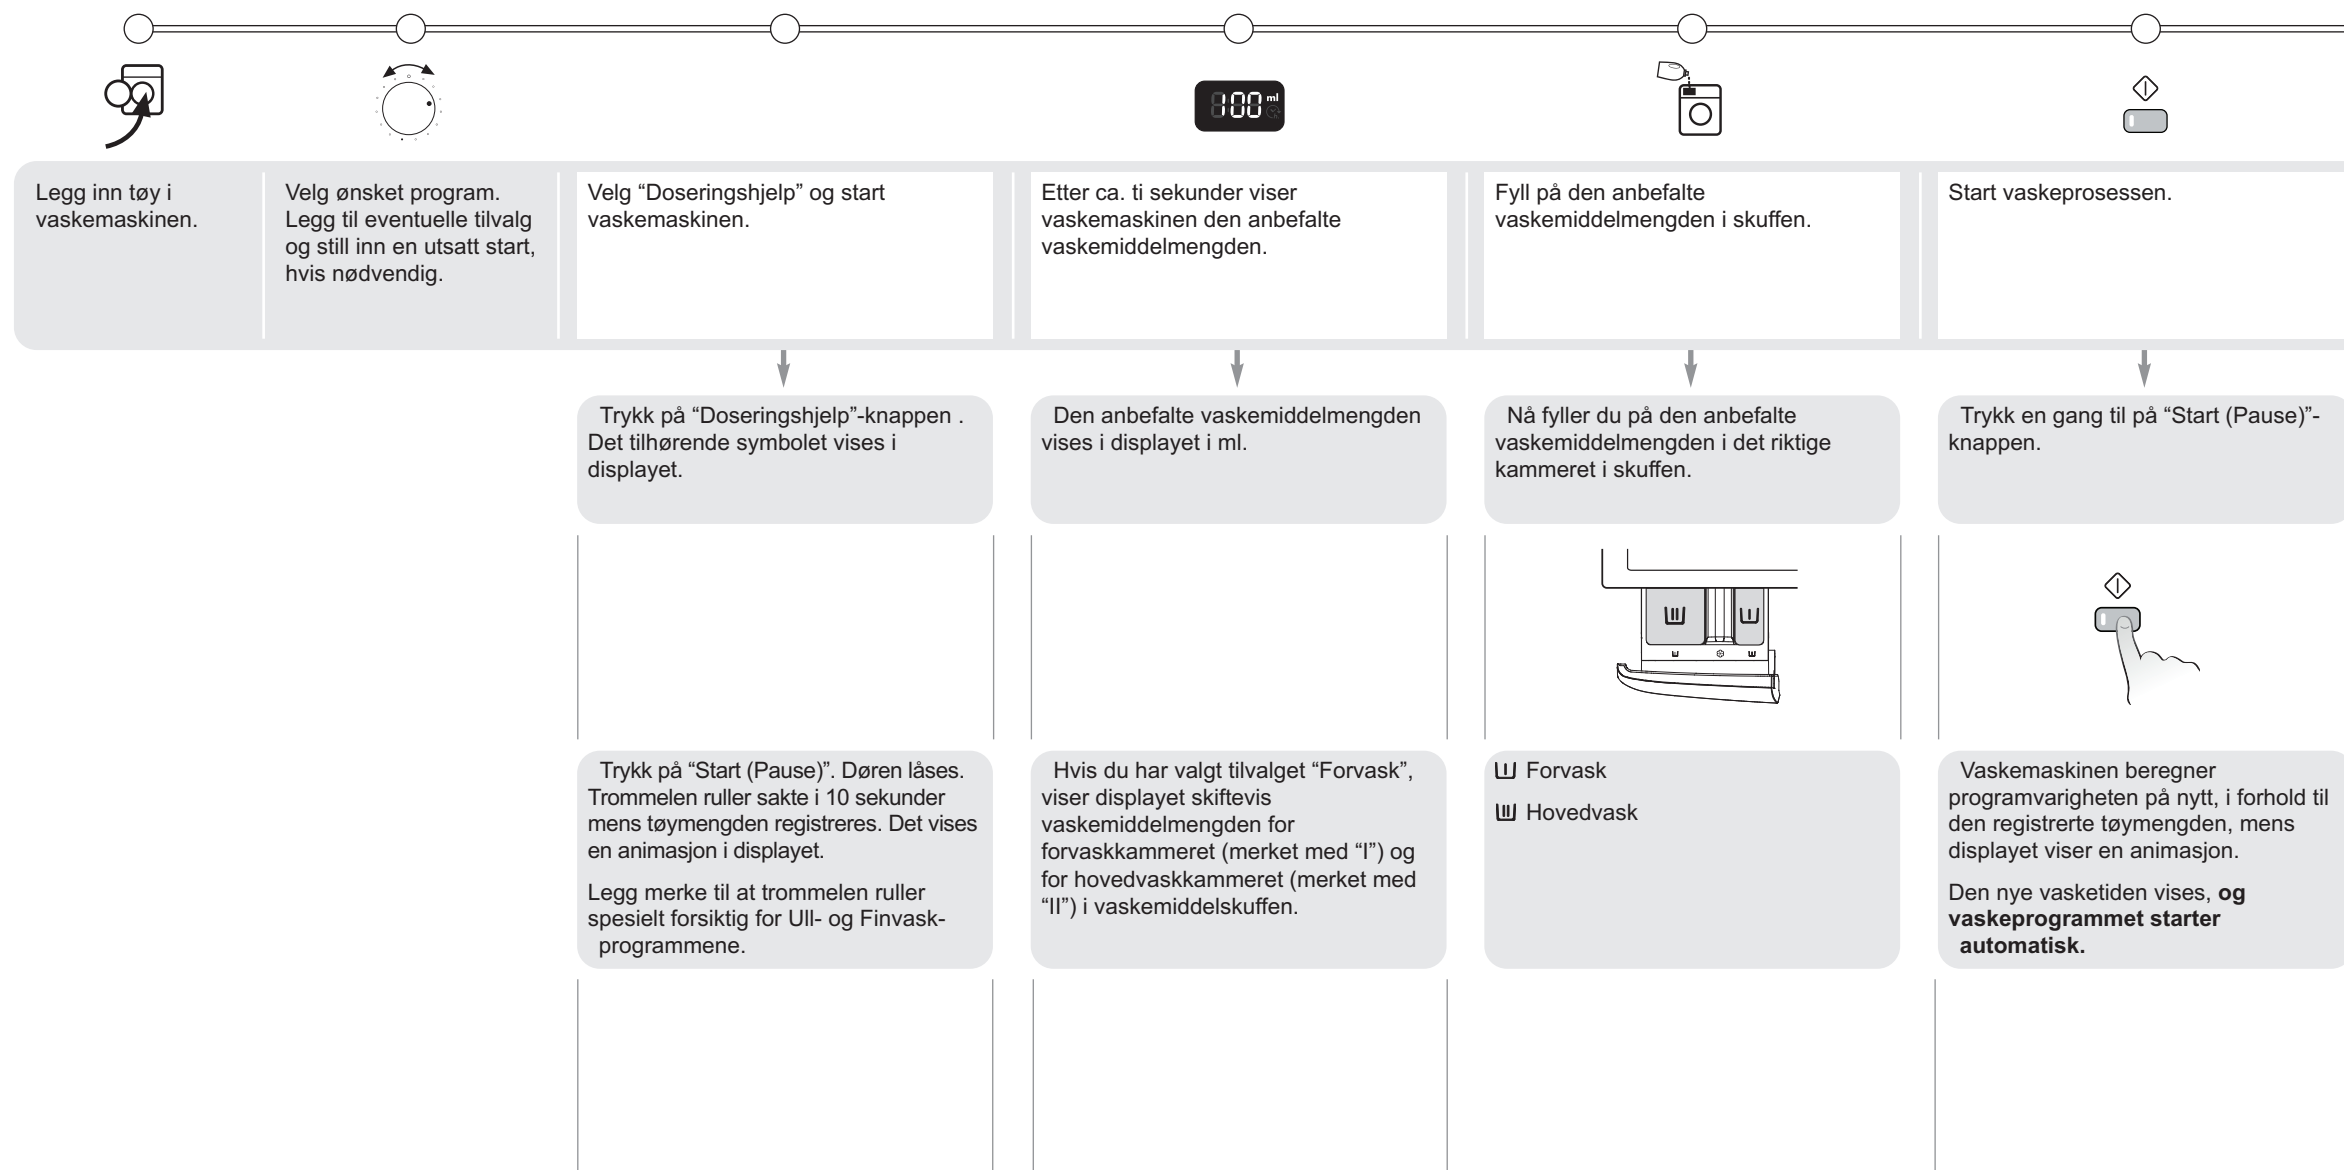 100 ml
Legg inn tøy i
vaskemaskinen.
Velg ønsket program.
Legg til eventuelle tilvalg
og still inn en utsatt start,
hvis nødvendig.
Velg “Doseringshjelp” og start
vaskemaskinen.
Etter ca. ti sekunder viser
vaskemaskinen den anbefalte
vaskemiddelmengden.
Fyll på den anbefalte
vaskemiddelmengden i skuffen.
Start vaskeprosessen.
Trykk på “Doseringshjelp”-knappen .
Det tilhørende symbolet vises i
displayet.
Den anbefalte vaskemiddelmengden
vises i displayet i ml.
Nå fyller du på den anbefalte
vaskemiddelmengden i det riktige
kammeret i skuffen.
Trykk en gang til på “Start (Pause)”-
knappen.
Trykk på “Start (Pause)”. Døren låses.
Trommelen ruller sakte i 10 sekunder
mens tøymengden registreres. Det vises
en animasjon i displayet.
Legg merke til at trommelen ruller
spesielt forsiktig for Ull- og Finvask-
programmene.
Hvis du har valgt tilvalget “Forvask”,
viser displayet skiftevis
vaskemiddelmengden for
forvaskkammeret (merket med “I”) og
for hovedvaskkammeret (merket med
“II”) i vaskemiddelskuffen.
Forvask
Hovedvask
Vaskemaskinen beregner
programvarigheten på nytt, i forhold til
den registrerte tøymengden, mens
displayet viser en animasjon.
Den nye vasketiden vises, og
vaskeprogrammet starter
automatisk.